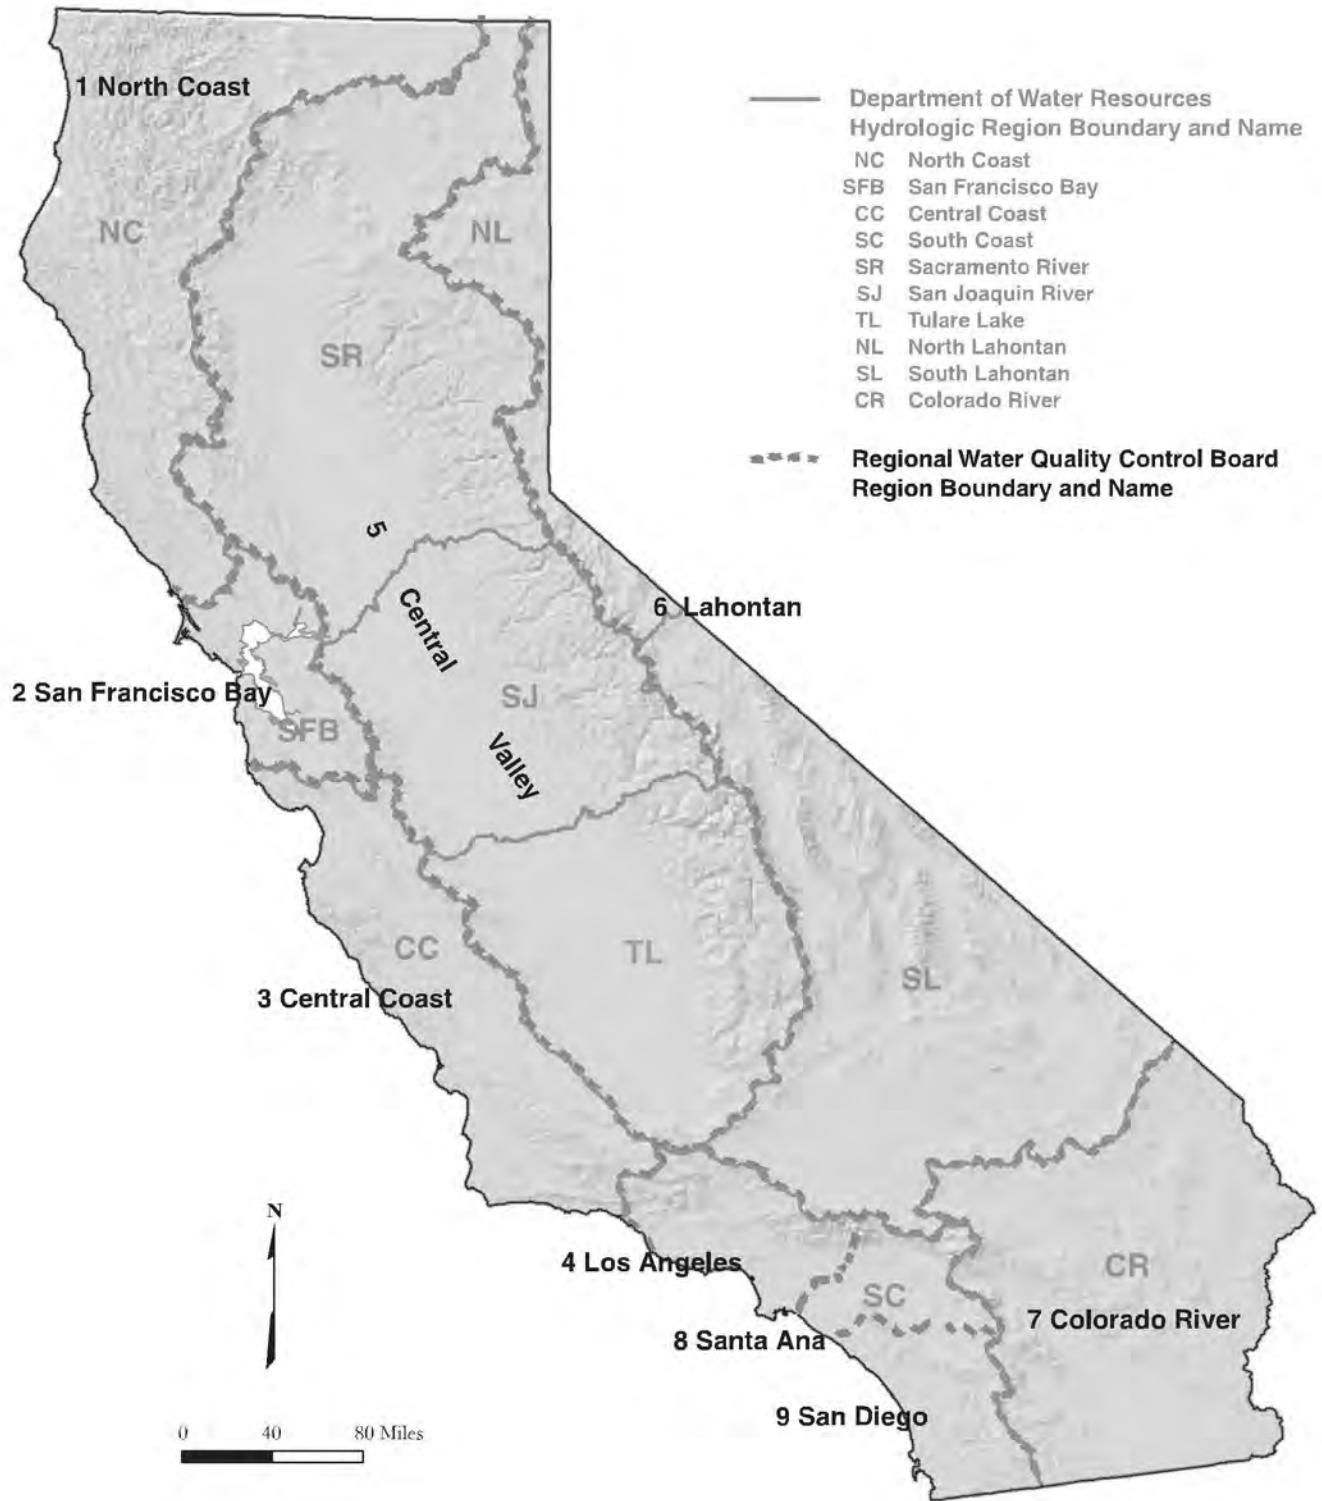 1 North Coast
Department of Water Resources
Hydrologic Region Boundary and Name
NC North Coast
SFB San Francisco Bay
CC Central Coast
SC South Coast
SR Sacramento River
SJ San Joaquin River
TL Tulare Lake
NL North Lahontan
SL South Lahontan
CR Colorado River
Regional Water Quality Control Board
Region Boundary and Name
NC
NL
SR
5
Central
Valley
6 Lahontan
2 San Francisco Bay
SJ
SFB
CC
TL
SL
3 Central Coast
N
4 Los Angeles
SC
CR
7 Colorado River
8 Santa Ana
9 San Diego
0 40 80 Miles